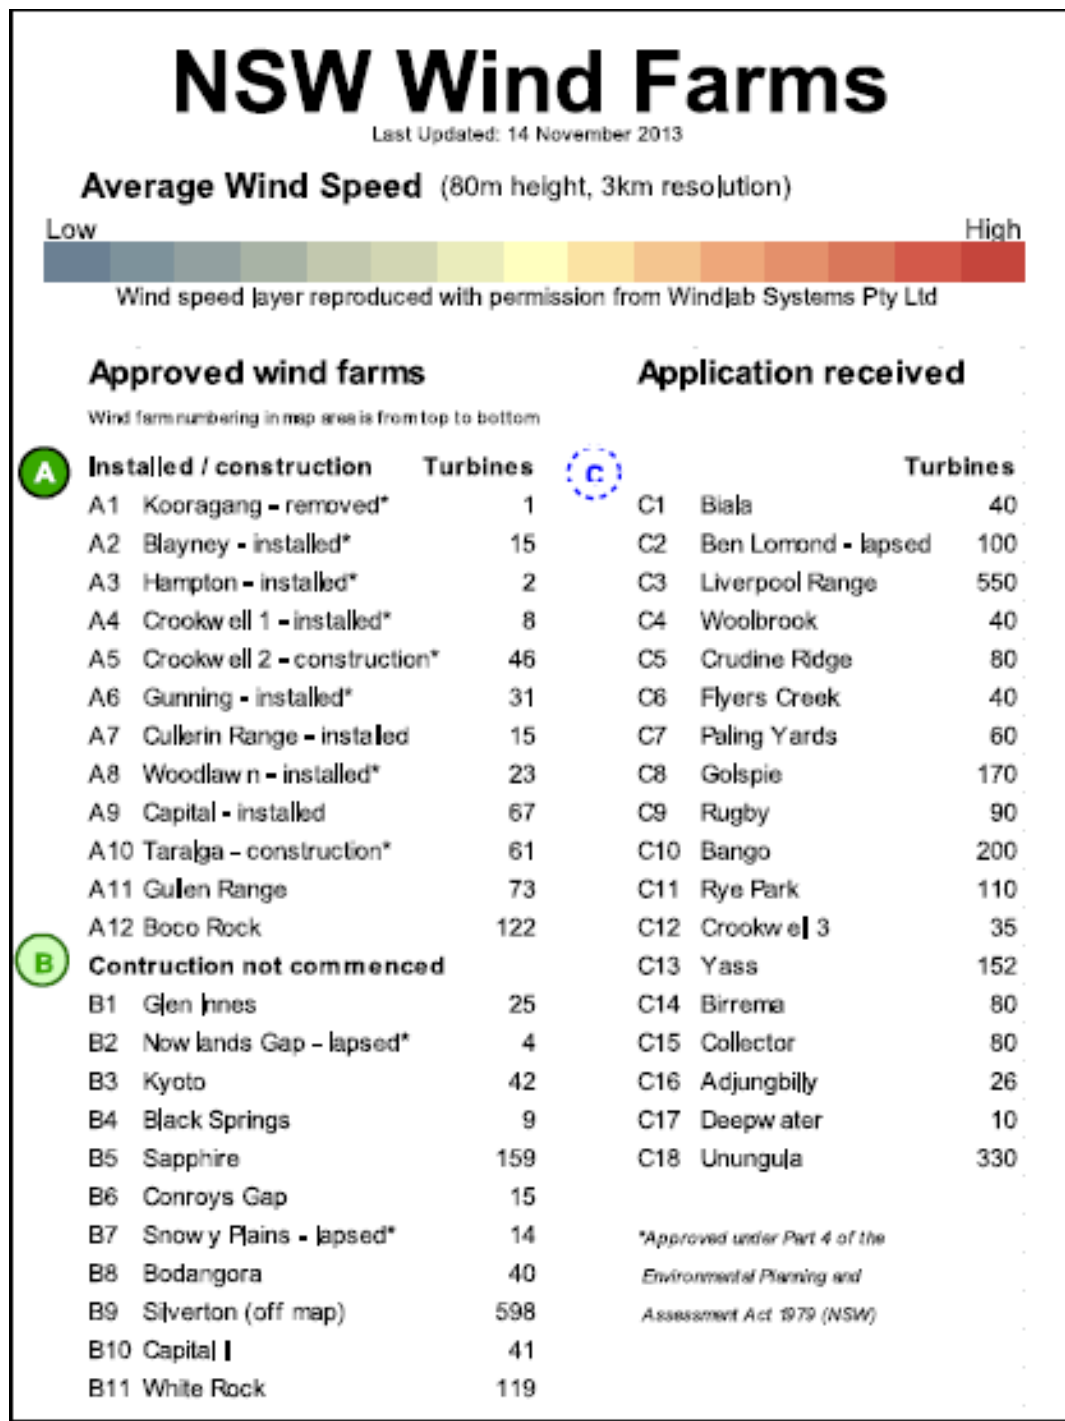 NSW Wind Farms
Last Updated: 14 November 2013
Average Wind Speed (80m height, 3km resolution)
Low High
Wind speed layer reproduced with permission from Windlab Systems Pty Ltd
Approved wind farms
Wind farm numbering in map area is from top to bottom
A Installed / construction Turbines
A1 Kooragang - removed* 1
A2 Blayney - installed* 15
A3 Hampton - installed* 2
A4 Crookwell 1 - installed* 8
A5 Crookwell 2 - construction* 46
A6 Gunning - installed* 31
A7 Cullerin Range - installed 15
A8 Woodlawn - installed* 23
A9 Capital - installed 67
A10 Taralga - construction* 61
A11 Gullen Range 73
A12 Boco Rock 122
B Contruction not commenced
B1 Glen Innes 25
B2 Nowlands Gap - lapsed* 4
B3 Kyoto 42
B4 Black Springs 9
B5 Sapphire 159
B6 Conroys Gap 15
B7 Snowy Plains - lapsed* 14
B8 Bodangora 40
B9 Silverton (off map) 598
B10 Capital I 41
B11 White Rock 119
Application received
C Turbines
C1 Biala 40
C2 Ben Lomond - lapsed 100
C3 Liverpool Range 550
C4 Woolbrook 40
C5 Crudine Ridge 80
C6 Flyers Creek 40
C7 Paling Yards 60
C8 Golspie 170
C9 Rugby 90
C10 Bango 200
C11 Rye Park 110
C12 Crookwell 3 35
C13 Yass 152
C14 Birrema 80
C15 Collector 80
C16 Adjungbilly 26
C17 Deepwater 10
C18 Unungula 330
*Approved under Part 4 of the
Environmental Planning and
Assessment Act 1979 (NSW)